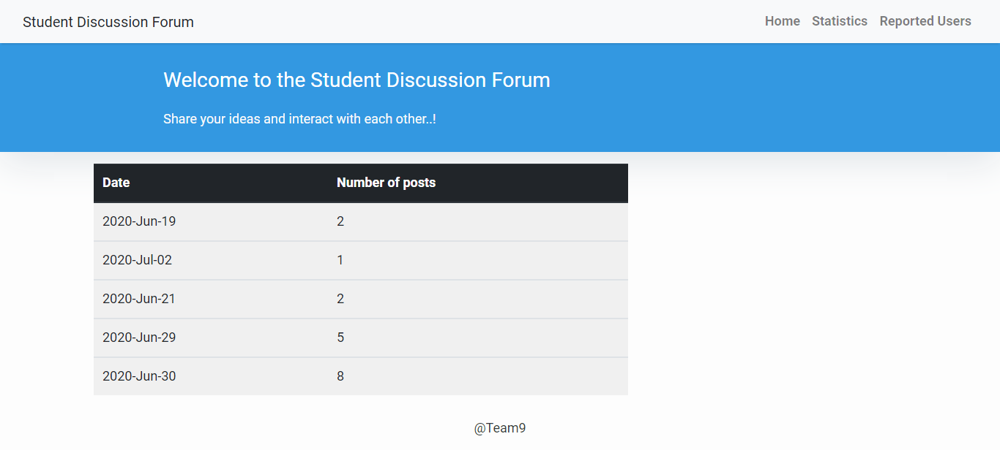 Student Discussion Forum Home Statistics Reported Users
Welcome to the Student Discussion Forum
Share your ideas and interact with each other..!
Date Number of posts
2020-Jun-19 2
2020-Jul-02 1
2020-Jun-21 2
2020-Jun-29 5
2020-Jun-30 8
@Team9